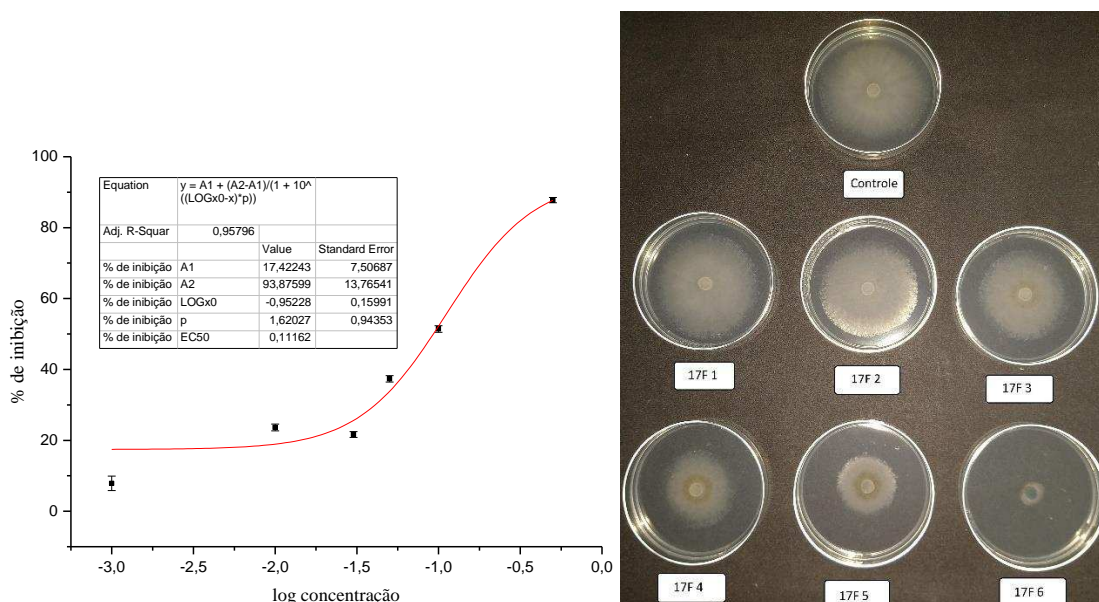 100
80
60
40
20
0
% de inibição
-3,0 -2,5 -2,0 -1,5 -1,0 -0,5 0,0
log concentração
Equation y = A1 + (A2-A1)/(1 + 10^
((LOGx0-x)*p))
Adj. R-Squar 0,95796
Value Standard Error
% de inibição A1 17,42243 7,50687
% de inibição A2 93,87599 13,76541
% de inibição LOGx0 -0,95228 0,15991
% de inibição p 1,62027 0,94353
% de inibição EC50 0,11162
Controle
17F 1
17F 2
17F 3
17F 4
17F 5
17F 6